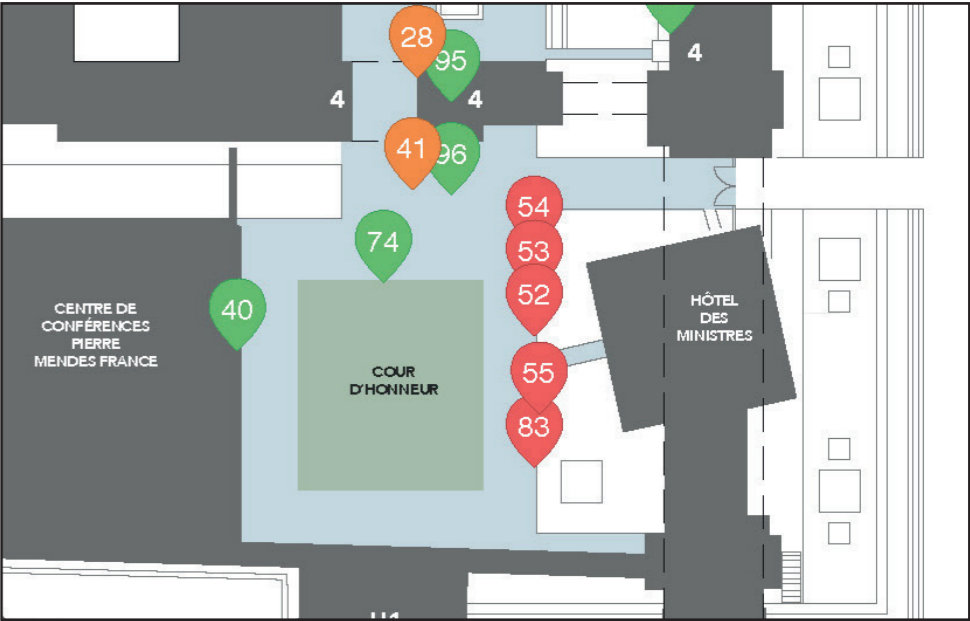 28
95
4
4
4
41
96
54
74
53
52
40
CENTRE DE
CONFÉRENCES
PIERRE
MENDES FRANCE
HÔTEL
DES
MINISTRES
COUR
D'HONNEUR
55
83